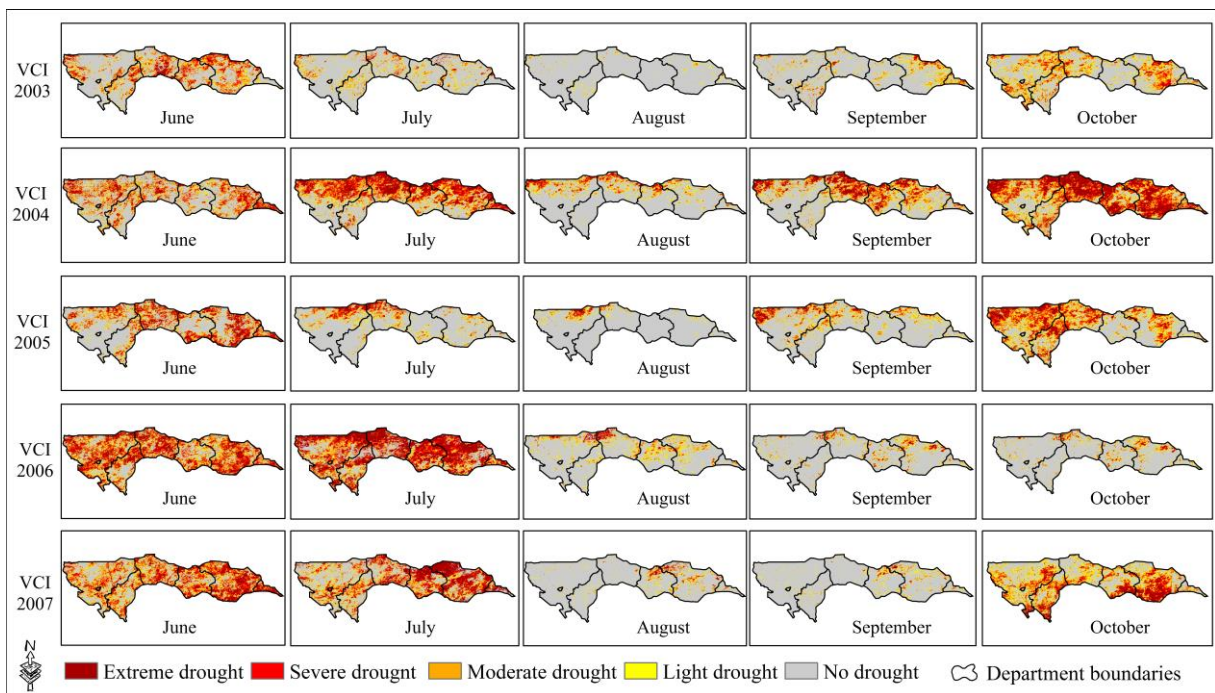 VCI
2003
June
July
August
September
October
VCI
2004
June
July
August
September
October
VCI
2005
June
July
August
September
October
VCI
2006
June
July
August
September
October
VCI
2007
June
July
August
September
October
N
Extreme drought
Severe drougnt
Moderate drought
Light drought
No drought
Department boundaries